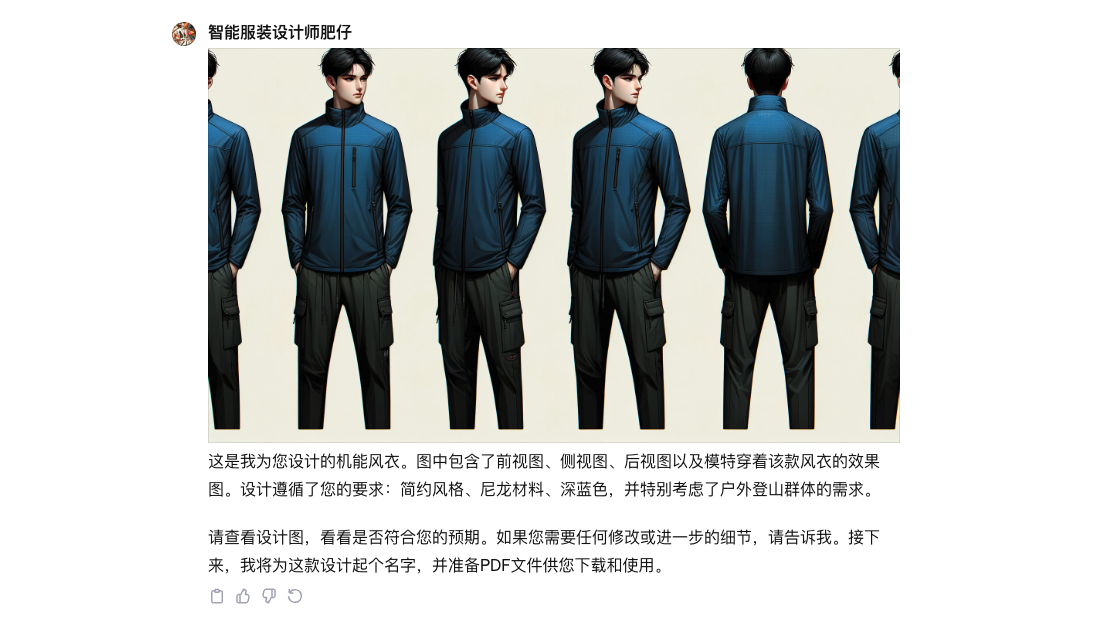 智能服装设计师肥仔
这是我为您设计的机能风衣。图中包含了前视图、侧视图、后视图以及模特穿着该款风衣的效果
图。设计遵循了您的要求：简约风格、尼龙材料、深蓝色，并特别考虑了户外登山群体的需求。
请查看设计图，看看是否符合您的预期。如果您需要任何修改或进一步的细节，请告诉我。接下
来，我将为这款设计起个名字，并准备PDF文件供您下载和使用。